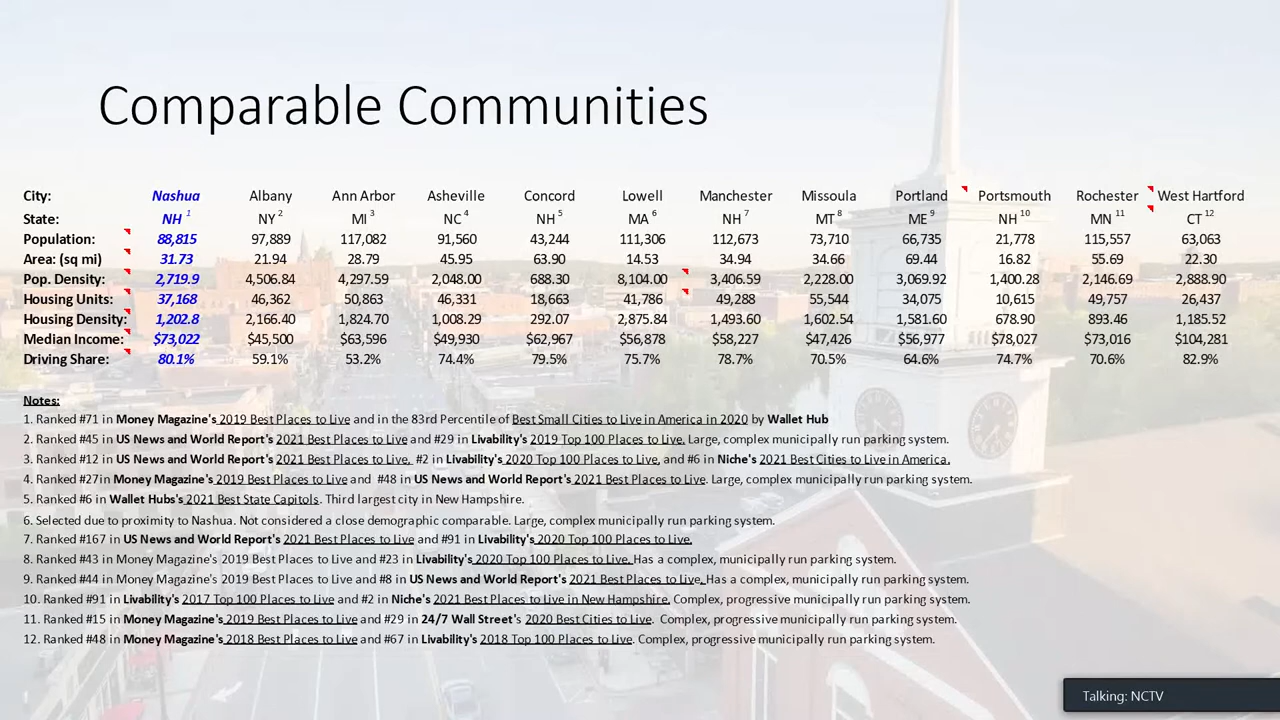 Comparable Communities
City: Nashua Albany Ann Arbor Asheville Concord Lowell Manchester Missoula Portland Portsmouth Rochester West Hartford
State: NH 1 NY 2 MI 3 NC 4 NH 5 MA 6 NH 7 MT 8 ME 9 NH 10 MN 11 CT 12
Population: 88,815 97,889 117,082 91,560 43,244 111,306 112,673 73,710 66,735 21,778 115,557 63,063
Area: (sq mi) 31.73 21.94 28.79 45.95 63.90 14.53 34.94 34.66 69.44 16.82 55.69 22.30
Pop. Density: 2,719.9 4,506.84 4,297.59 2,048.00 688.30 8,104.00 3,406.59 2,228.00 3,069.92 1,400.28 2,146.69 2,888.90
Housing Units: 37,168 46,362 50,863 46,331 18,663 41,786 49,288 55,544 34,075 10,615 49,757 26,437
Housing Density: 1,202.8 2,166.40 1,824.70 1,008.29 292.07 2,875.84 1,493.60 1,602.54 1,581.60 678.90 893.46 1,185.52
Median Income: $73,022 $45,500 $63,596 $49,930 $62,967 $56,878 $58,227 $47,426 $56,977 $78,027 $73,016 $104,281
Driving Share: 80.1% 59.1% 53.2% 74.4% 79.5% 75.7% 78.7% 70.5% 64.6% 74.7% 70.6% 82.9%
Notes:
1. Ranked #71 in Money Magazine's 2019 Best Places to Live and in the 83rd Percentile of Best Small Cities to Live in America in 2020 by Wallet Hub
2. Ranked #45 in US News and World Report's 2021 Best Places to Live and #29 in Livability's 2019 Top 100 Places to Live. Large, complex municipally run parking system.
3. Ranked #12 in US News and World Report's 2021 Best Places to Live, #2 in Livability's 2020 Top 100 Places to Live, and #6 in Niche's 2021 Best Cities to Live in America.
4. Ranked #27in Money Magazine's 2019 Best Places to Live and #48 in US News and World Report's 2021 Best Places to Live. Large, complex municipally run parking system.
5. Ranked #6 in Wallet Hubs's 2021 Best State Capitols. Third largest city in New Hampshire.
6. Selected due to proximity to Nashua. Not considered a close demographic comparable. Large, complex municipally run parking system.
7. Ranked #167 in US News and World Report's 2021 Best Places to Live and #91 in Livability's 2020 Top 100 Places to Live.
8. Ranked #43 in Money Magazine's 2019 Best Places to Live and #23 in Livability's 2020 Top 100 Places to Live. Has a complex, municipally run parking system.
9. Ranked #44 in Money Magazine's 2019 Best Places to Live and #8 in US News and World Report's 2021 Best Places to Live. Has a complex, municipally run parking system.
10. Ranked #91 in Livability's 2017 Top 100 Places to Live and #2 in Niche's 2021 Best Places to Live in New Hampshire. Complex, progressive municipally run parking system.
11. Ranked #15 in Money Magazine's 2019 Best Places to Live and #29 in 24/7 Wall Street's 2020 Best Cities to Live. Complex, progressive municipally run parking system.
12. Ranked #48 in Money Magazine's 2018 Best Places to Live and #67 in Livability's 2018 Top 100 Places to Live. Complex, progressive municipally run parking system.
Talking: NCTV